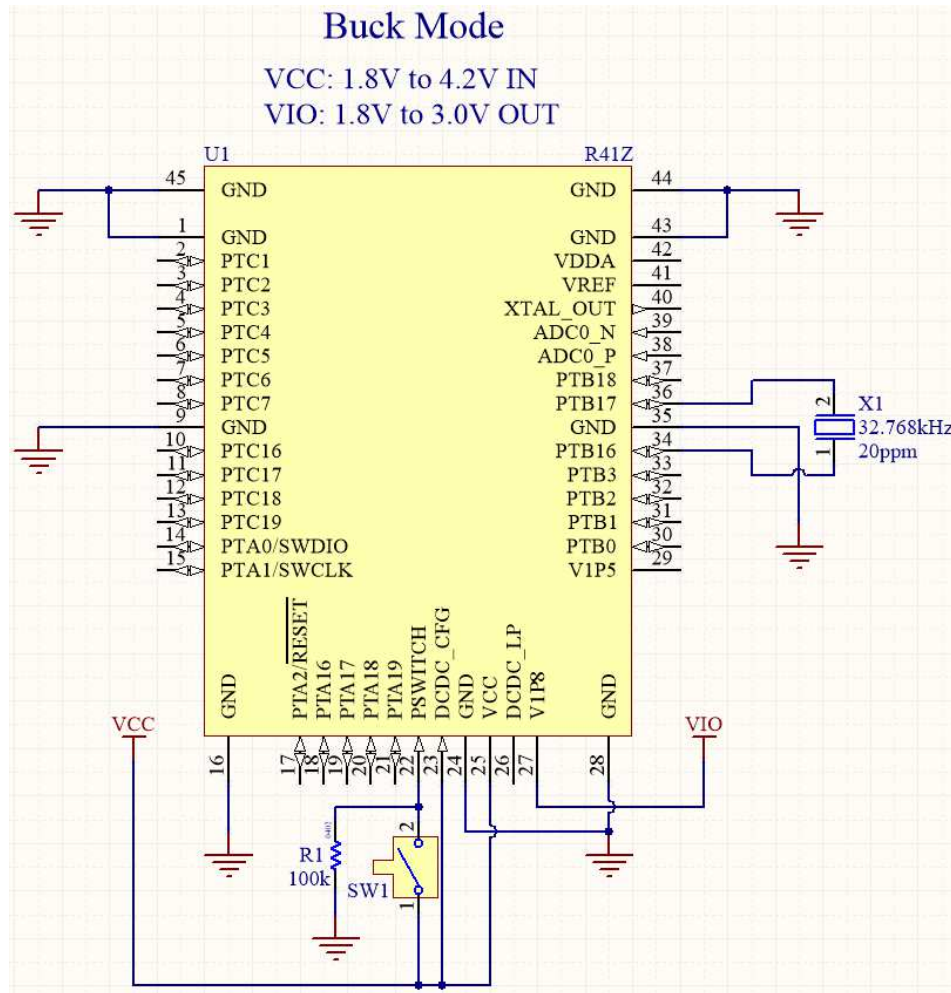 Buck Mode
VCC: 1.8V to 4.2V IN
VIO: 1.8V to 3.0V OUT
U1
R41Z
45
GND
1
GND
2
PTC1
3
PTC2
4
PTC3
5
PTC4
6
PTC5
7
PTC6
8
PTC7
9
GND
10
PTC16
11
PTC17
12
PTC18
13
PTC19
14
PTA0/SWDIO
15
PTA1/SWCLK
GND
44
GND
43
VDDA
42
VREF
41
XTAL_OUT
40
ADC0_N
39
ADC0_P
38
PTB18
37
PTB17
36
GND
35
PTB16
34
PTB3
33
PTB2
32
PTB1
31
PTB0
30
V1P5
29
2
X1
32.768kHz
20ppm
1
GND
PTA2/RESET
PTA16
PTA17
PTA18
PTA19
PSWITCH
DCDC_CFG
GND
VCC
DCDC_LP
V1P8
GND
16
17
18
19
20
21
22
23
24
25
26
27
28
VCC
VIO
0402
R1
100k
2
SW1
1